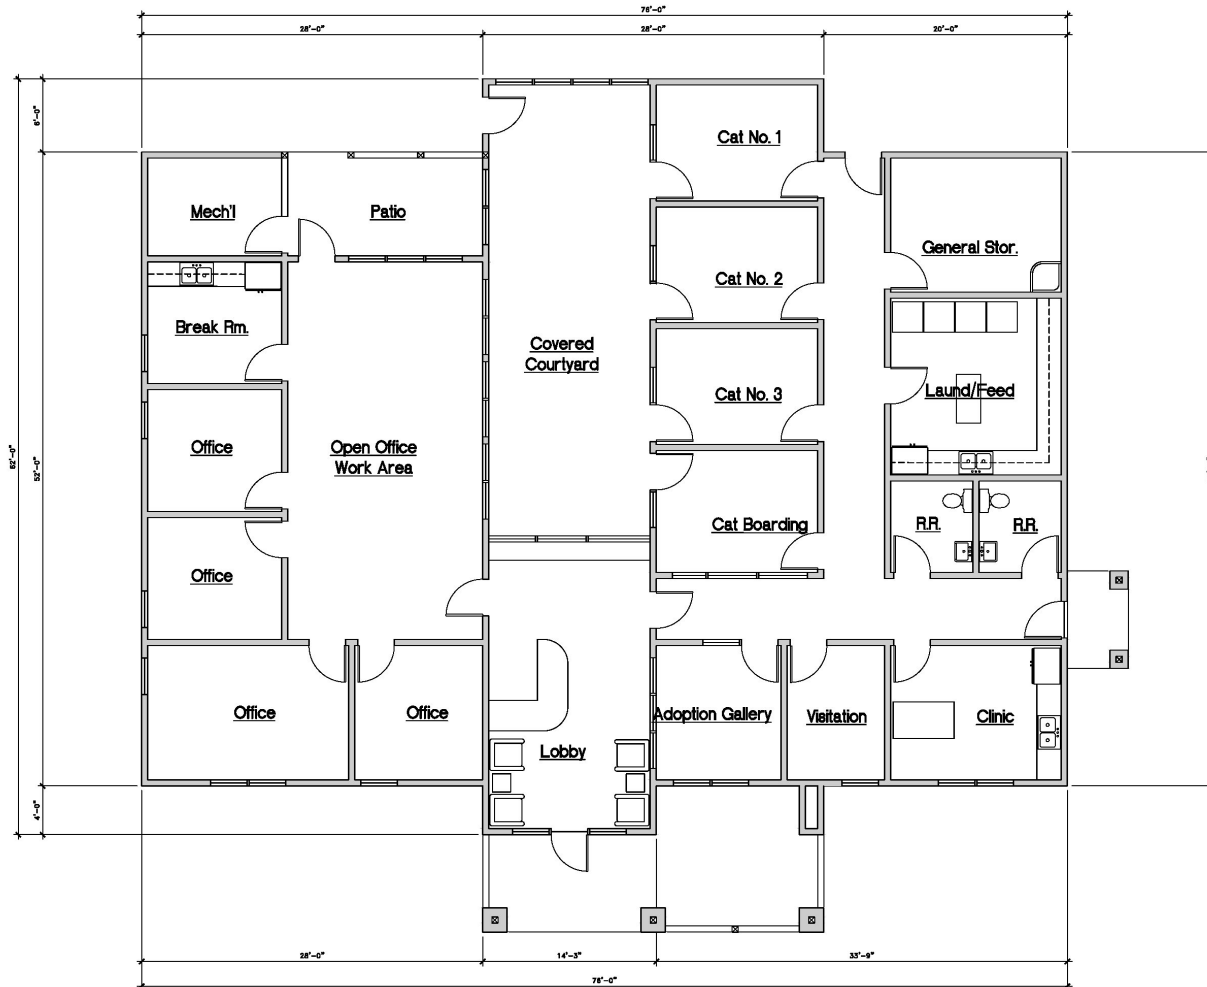 76'-0"
28'-0"
28'-0"
20'-0"
6'-0"
Cat No. 1
Mech'l
Patio
General Stor.
Cat No. 2
Break Rm.
Covered
Courtyard
Cat No. 3
Laund/Feed
Office
Open Office
Work Area
62'-0"
52'-0"
Cat Boarding
R.R.
R.R.
Office
Office
Office
Adoption Gallery
Visitation
Clinic
Lobby
4'-0"
28'-0"
14'-3"
33'-9"
76'-0"